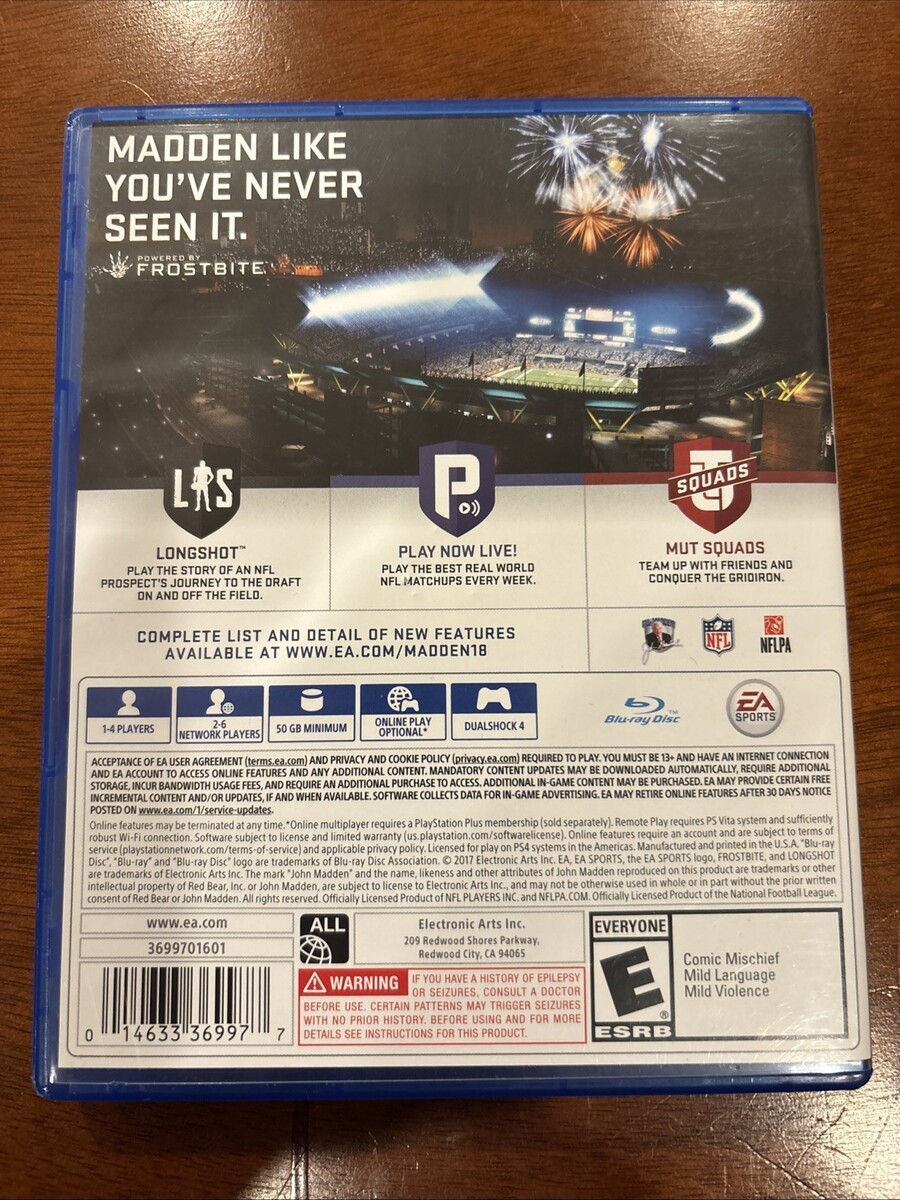 MADDEN LIKE
YOU'VE NEVER
SEEN IT.
POWERED BY
FROSTBITE™
LS
P
SQUADS
LONGSHOT™
PLAY THE STORY OF AN NFL
PROSPECT'S JOURNEY TO THE DRAFT
ON AND OFF THE FIELD.
PLAY NOW LIVE!
PLAY THE BEST REAL WORLD
NFL MATCHUPS EVERY WEEK.
MUT SQUADS
TEAM UP WITH FRIENDS AND
CONQUER THE GRIDIRON.
COMPLETE LIST AND DETAIL OF NEW FEATURES
AVAILABLE AT WWW.EA.COM/MADDEN18
NFL
NFLPA
1-4 PLAYERS
2-6
NETWORK PLAYERS
50 GB MINIMUM
ONLINE PLAY
OPTIONAL*
DUALSHOCK 4
Blu-ray Disc™
EA
SPORTS™
ACCEPTANCE OF EA USER AGREEMENT (terms.ea.com) AND PRIVACY AND COOKIE POLICY (privacy.ea.com) REQUIRED TO PLAY. YOU MUST BE 13+ AND HAVE AN INTERNET CONNECTION
AND EA ACCOUNT TO ACCESS ONLINE FEATURES AND ANY ADDITIONAL CONTENT. MANDATORY CONTENT UPDATES MAY BE DOWNLOADED AUTOMATICALLY, REQUIRE ADDITIONAL
STORAGE, INCUR BANDWIDTH USAGE FEES, AND REQUIRE AN ADDITIONAL PURCHASE TO ACCESS. ADDITIONAL IN-GAME CONTENT MAY BE PURCHASED. EA MAY PROVIDE CERTAIN FREE
INCREMENTAL CONTENT AND/OR UPDATES, IF AND WHEN AVAILABLE. SOFTWARE COLLECTS DATA FOR IN-GAME ADVERTISING. EA MAY RETIRE ONLINE FEATURES AFTER 30 DAYS NOTICE
POSTED ON www.ea.com/1/service-updates.
Online features may be terminated at any time.*Online multiplayer requires a PlayStation Plus membership (sold separately). Remote Play requires PS Vita system and sufficiently
robust Wi-Fi connection. Software subject to license and limited warranty (us.playstation.com/softwarelicense). Online features require an account and are subject to terms of
service (playstationnetwork.com/terms-of-service) and applicable privacy policy. Licensed for play on PS4 systems in the Americas. Manufactured and printed in the U.S.A. "Blu-ray
Disc", "Blu-ray" and "Blu-ray Disc" logo are trademarks of Blu-ray Disc Association. © 2017 Electronic Arts Inc. EA, EA SPORTS, the EA SPORTS logo, FROSTBITE, and LONGSHOT
are trademarks of Electronic Arts Inc. The mark "John Madden" and the name, likeness and other attributes of John Madden reproduced on this product are trademarks or other
intellectual property of Red Bear, Inc. or John Madden, are subject to license to Electronic Arts Inc., and may not be otherwise used in whole or in part without the prior written
consent of Red Bear or John Madden. All rights reserved. Officially Licensed Product of NFL PLAYERS INC. and NFLPA.COM. Officially Licensed Product of the National Football League.
www.ea.com
3699701601
0 14633 36997 7
ALL
Electronic Arts Inc.
209 Redwood Shores Parkway,
Redwood City, CA 94065
WARNING IF YOU HAVE A HISTORY OF EPILEPSY
OR SEIZURES, CONSULT A DOCTOR
BEFORE USE. CERTAIN PATTERNS MAY TRIGGER SEIZURES
WITH NO PRIOR HISTORY. BEFORE USING AND FOR MORE
DETAILS SEE INSTRUCTIONS FOR THIS PRODUCT.
EVERYONE
E
®
ESRB
Comic Mischief
Mild Language
Mild Violence